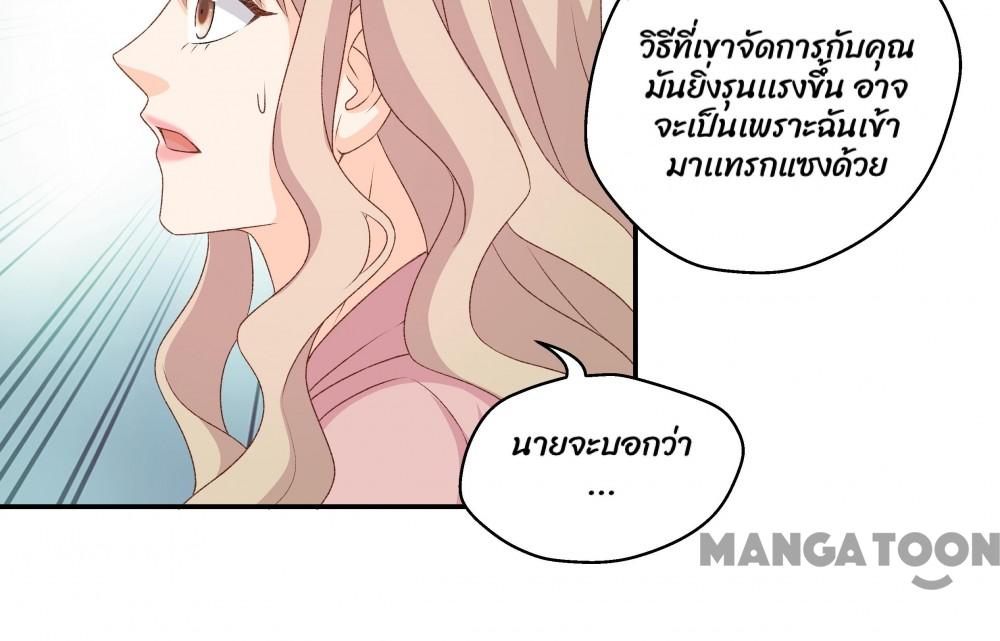 วิธีที่เขาจัดการกับคุณ
มันยิ่งรุนแรงขึ้น อาจ
จะเป็นเพราะฉันเข้า
มาแทรกแซงด้วย
นายจะบอกว่า
...
MANGATOON